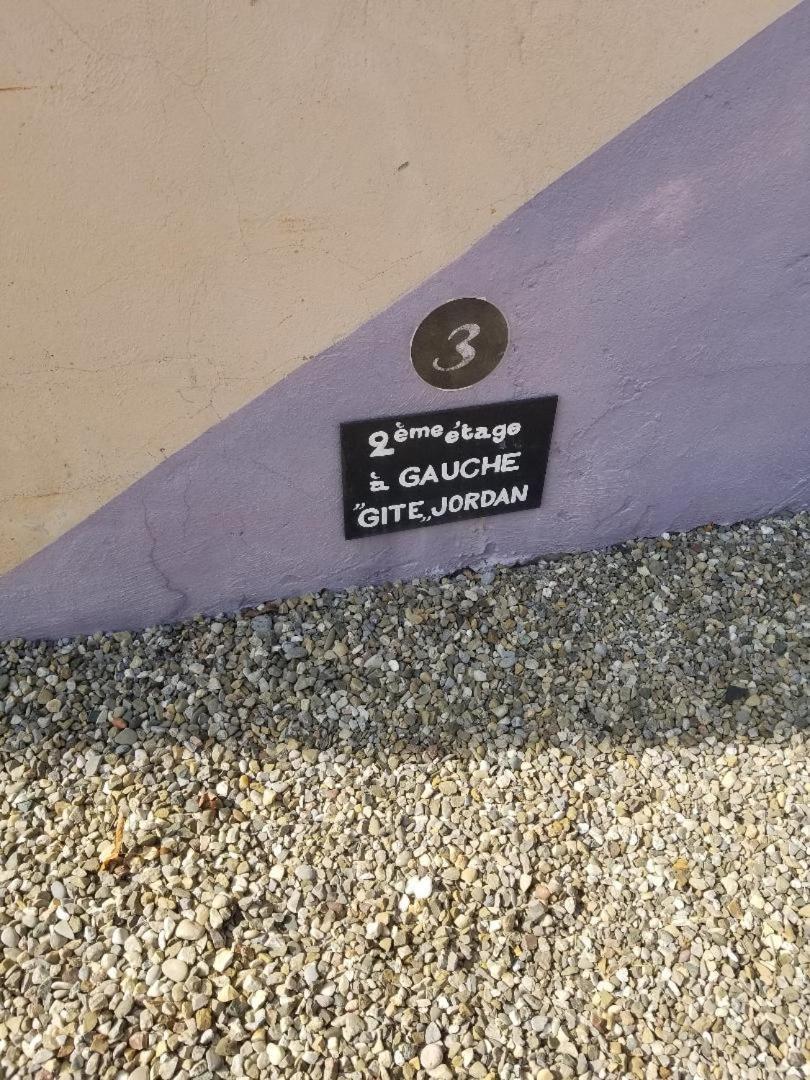 3
2ème étage
à GAUCHE
"GITE„ JORDAN